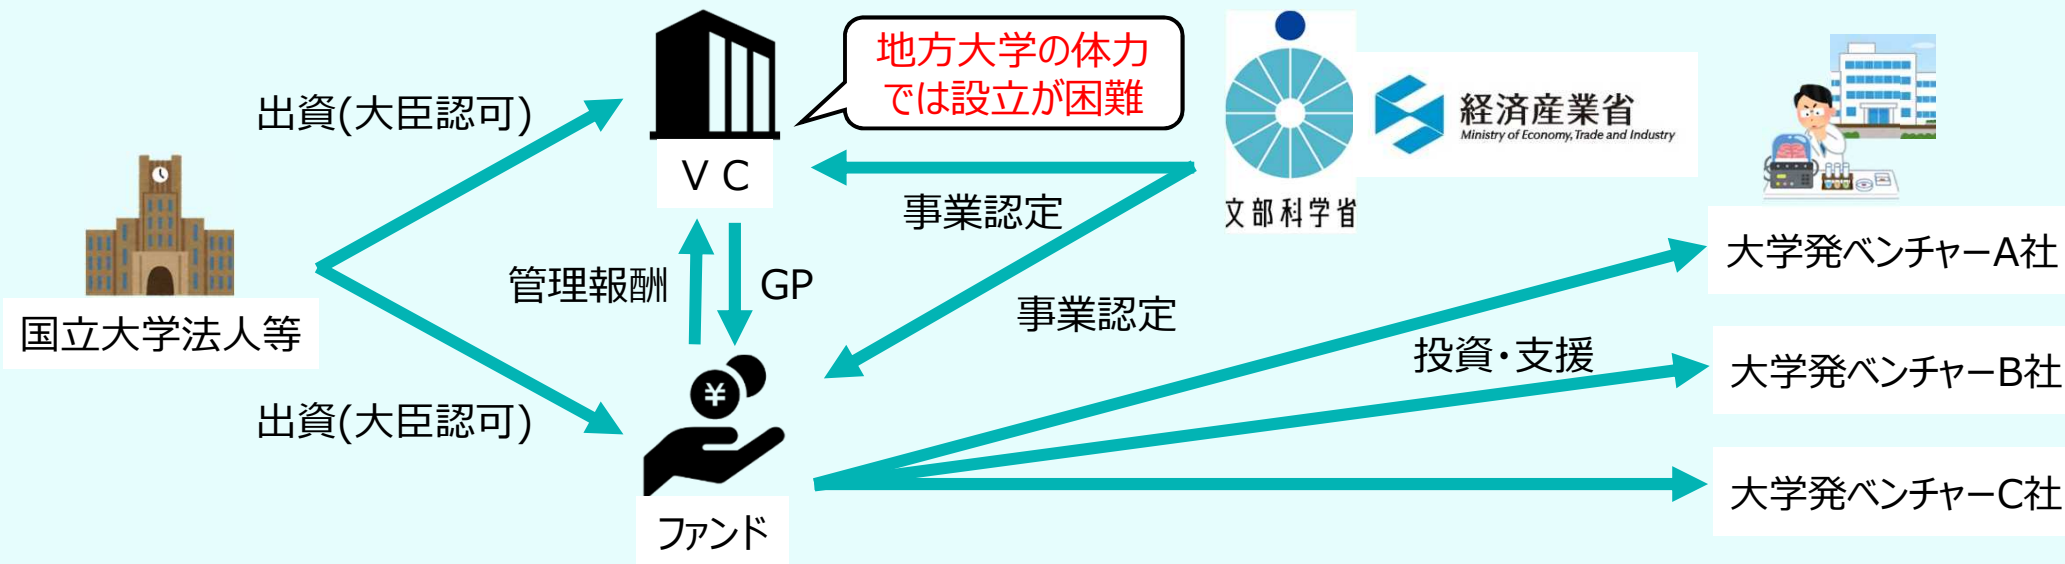 地方大学の体力
では設立が困難
出資(大臣認可)
VC
経済産業省
Ministry of Economy, Trade and Industry
文部科学省
事業認定
国立大学法人等
管理報酬
GP
事業認定
大学発ベンチャーA社
投資・支援
大学発ベンチャーB社
出資(大臣認可)
¥
大学発ベンチャーC社
ファンド